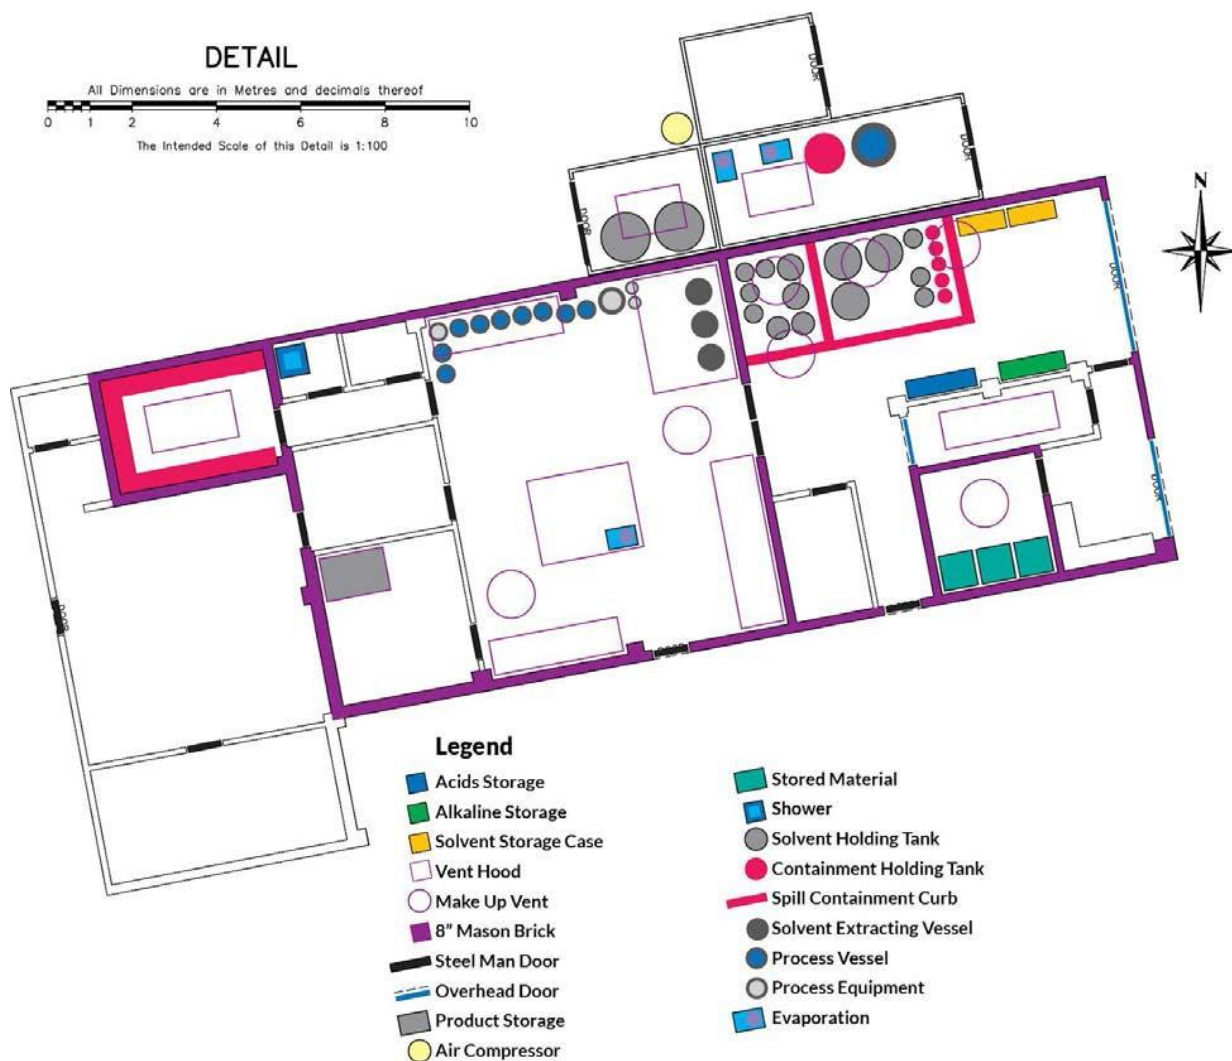 DETAIL
All Dimensions are in Metres and decimals thereof
0 1 2 4 6 8 10
The Intended Scale of this Detail is 1:100
DOOR
DOOR
DOOR
N
DOOR
DOOR
DOOR
DOOR
DOOR
Legend
Acids Storage
Alkaline Storage
Solvent Storage Case
Vent Hood
Make Up Vent
8” Mason Brick
Steel Man Door
Overhead Door
Product Storage
Air Compressor
Stored Material
Shower
Solvent Holding Tank
Containment Holding Tank
Spill Containment Curb
Solvent Extracting Vessel
Process Vessel
Process Equipment
Evaporation